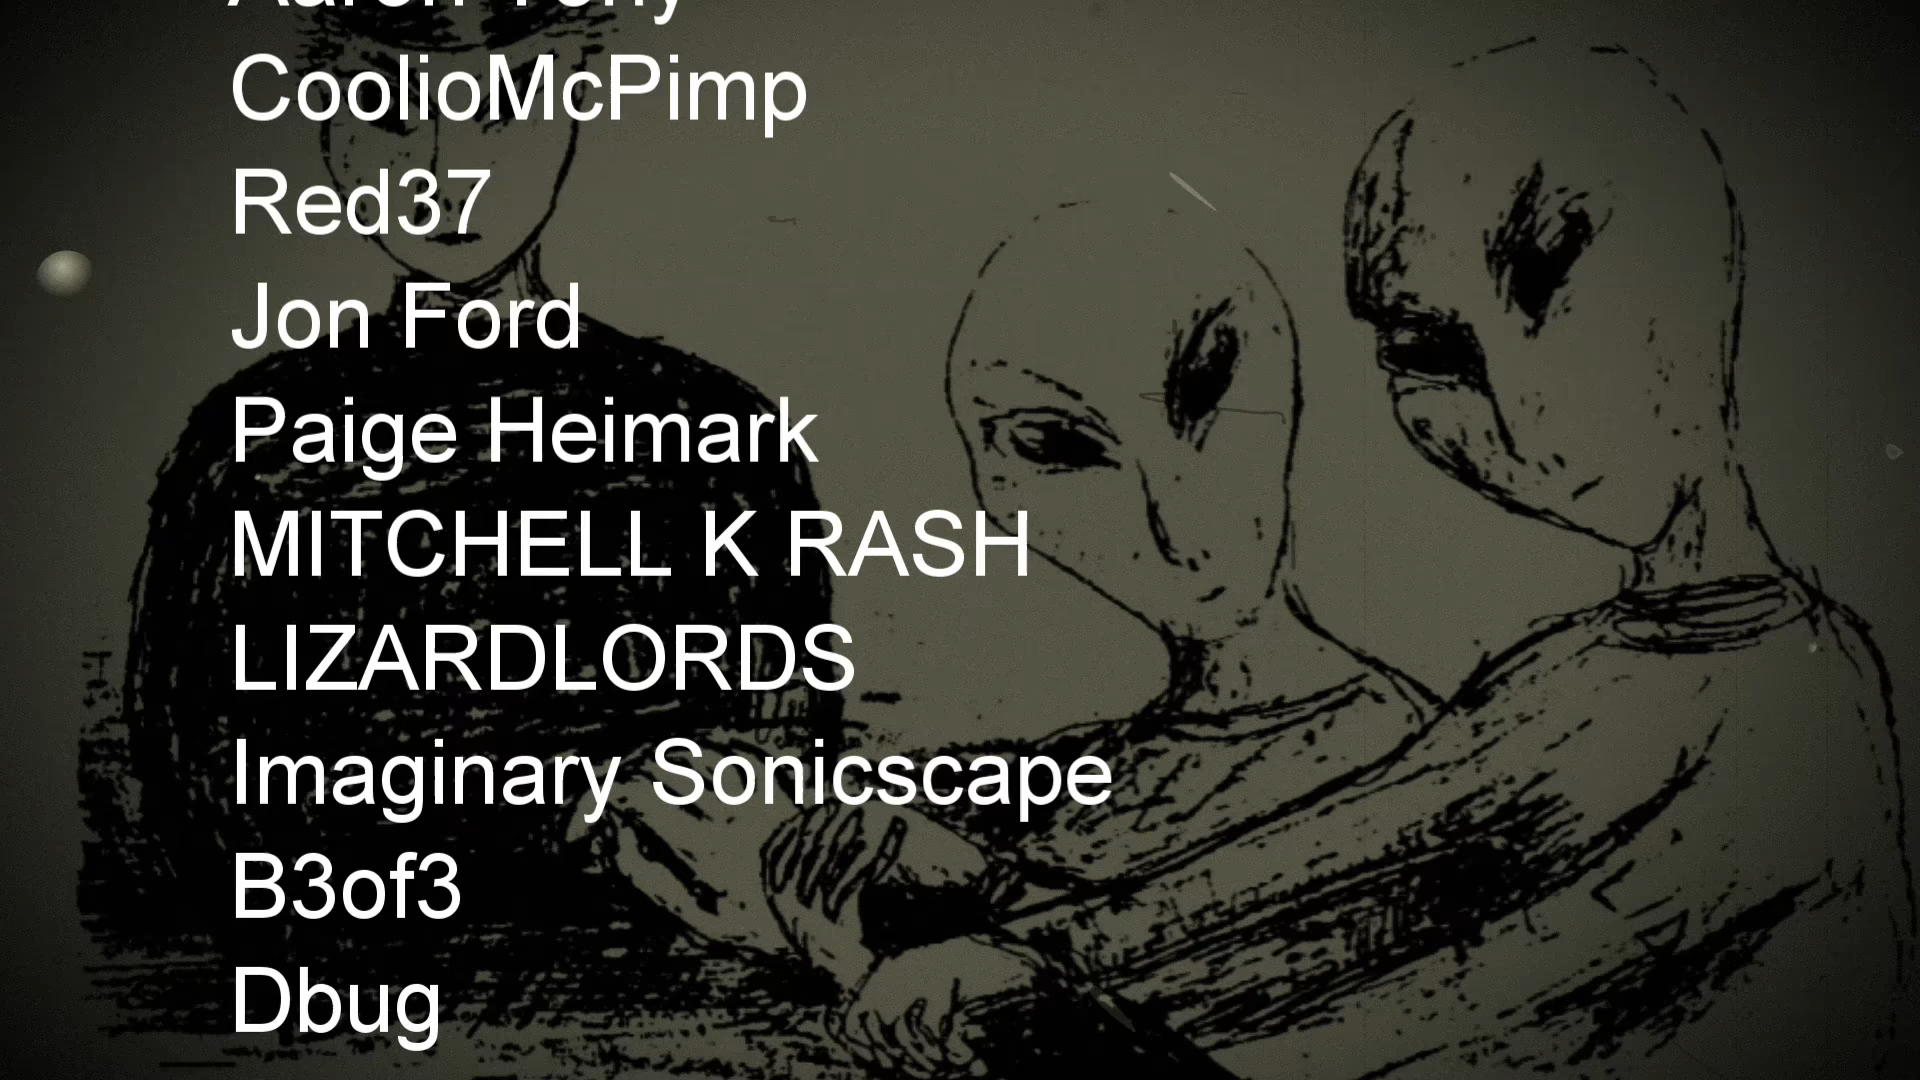 CoolioMcPimp
Red37
Jon Ford
Paige Heimark
MITCHELL K RASH
LIZARDLORDS
Imaginary Sonicscape
B3of3
Dbug